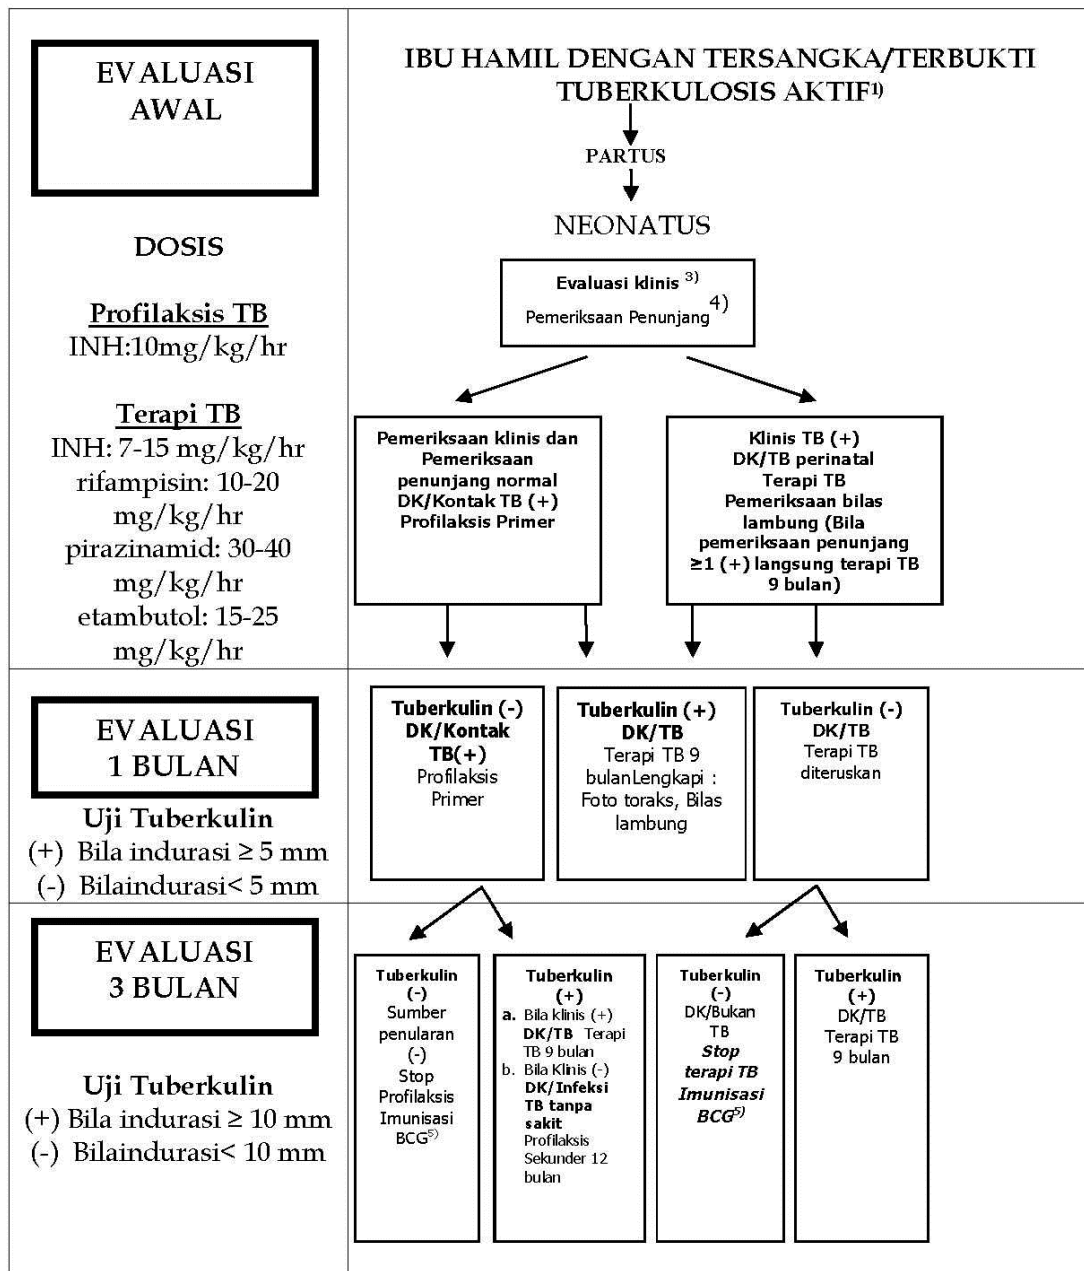 EVALUASI
AWAL
DOSIS
Profilaksis TB
INH:10mg/kg/hr
Terapi TB
INH: 7-15 mg/kg/hr
rifampisin: 10-20
mg/kg/hr
pirazinamid: 30-40
mg/kg/hr
etambutol: 15-25
mg/kg/hr
IBU HAMIL DENGAN TERSANGKA/TERBUKTI
TUBERKULOSIS AKTIF1)
PARTUS
NEONATUS
Evaluasi klinis 3)
Pemeriksaan Penunjang4)
Pemeriksaan klinis dan
Pemeriksaan
penunjang normal
DK/Kontak TB (+)
Profilaksis Primer
Klinis TB (+)
DK/TB perinatal
Terapi TB
Pemeriksaan bilas
lambung (Bila
pemeriksaan penunjang
≥1 (+) langsung terapi TB
9 bulan)
EVALUASI
1 BULAN
Uji Tuberkulin
(+) Bila indurasi ≥ 5 mm
(-) Bilaindurasi< 5 mm
Tuberkulin (-)
DK/Kontak
TB(+)
Profilaksis
Primer
Tuberkulin (+)
DK/TB
Terapi TB 9
bulanLengkapi :
Foto toraks, Bilas
lambung
Tuberkulin (-)
DK/TB
Terapi TB
diteruskan
EVALUASI
3 BULAN
Uji Tuberkulin
(+) Bila indurasi ≥ 10 mm
(-) Bilaindurasi< 10 mm
Tuberkulin
(-)
Sumber
penularan
(-)
Stop
Profilaksis
Imunisasi
BCG5)
Tuberkulin
(+)
a. Bila klinis (+)
DK/TB Terapi
TB 9 bulan
b. Bila Klinis (-)
DK/Infeksi
TB tanpa
sakit
Profilaksis
Sekunder 12
bulan
Tuberkulin
(-)
DK/Bukan
TB
Stop
terapi TB
Imunisasi
BCG5)
Tuberkulin
(+)
DK/TB
Terapi TB
9 bulan